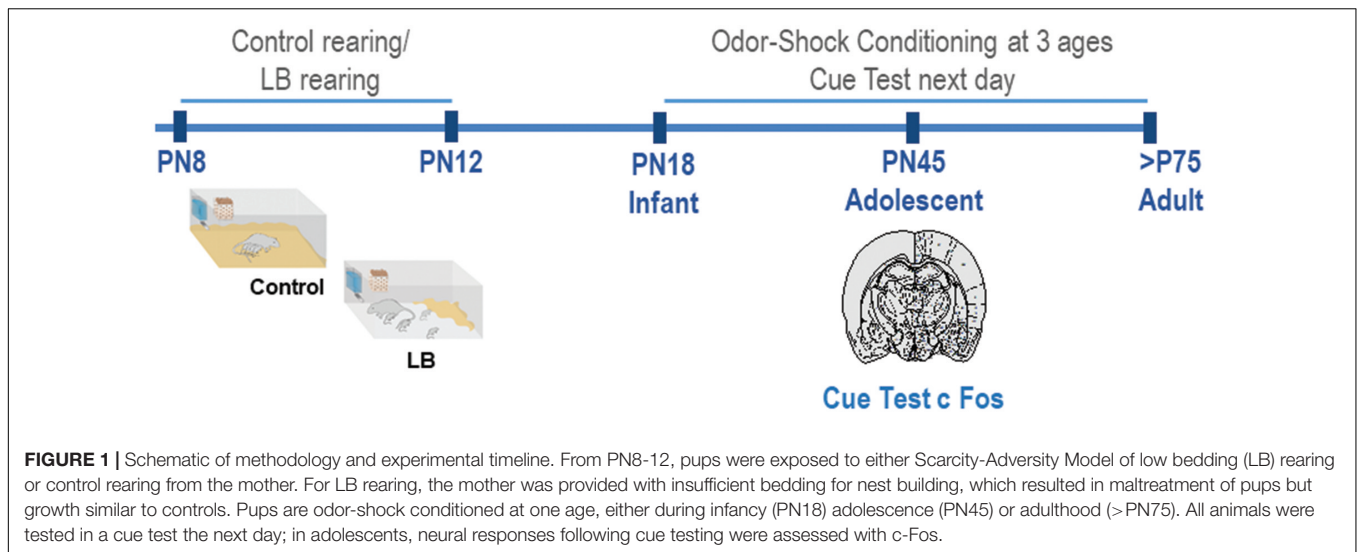 Control rearing/
LB rearing
Odor-Shock Conditioning at 3 ages
Cue Test next day
PN8
PN12
PN18
Infant
PN45
Adolescent
>P75
Adult
Control
LB
Cue Test c Fos
FIGURE 1 | Schematic of methodology and experimental timeline. From PN8-12, pups were exposed to either Scarcity-Adversity Model of low bedding (LB) rearing
or control rearing from the mother. For LB rearing, the mother was provided with insufficient bedding for nest building, which resulted in maltreatment of pups but
growth similar to controls. Pups are odor-shock conditioned at one age, either during infancy (PN18) adolescence (PN45) or adulthood (>PN75). All animals were
tested in a cue test the next day; in adolescents, neural responses following cue testing were assessed with c-Fos.